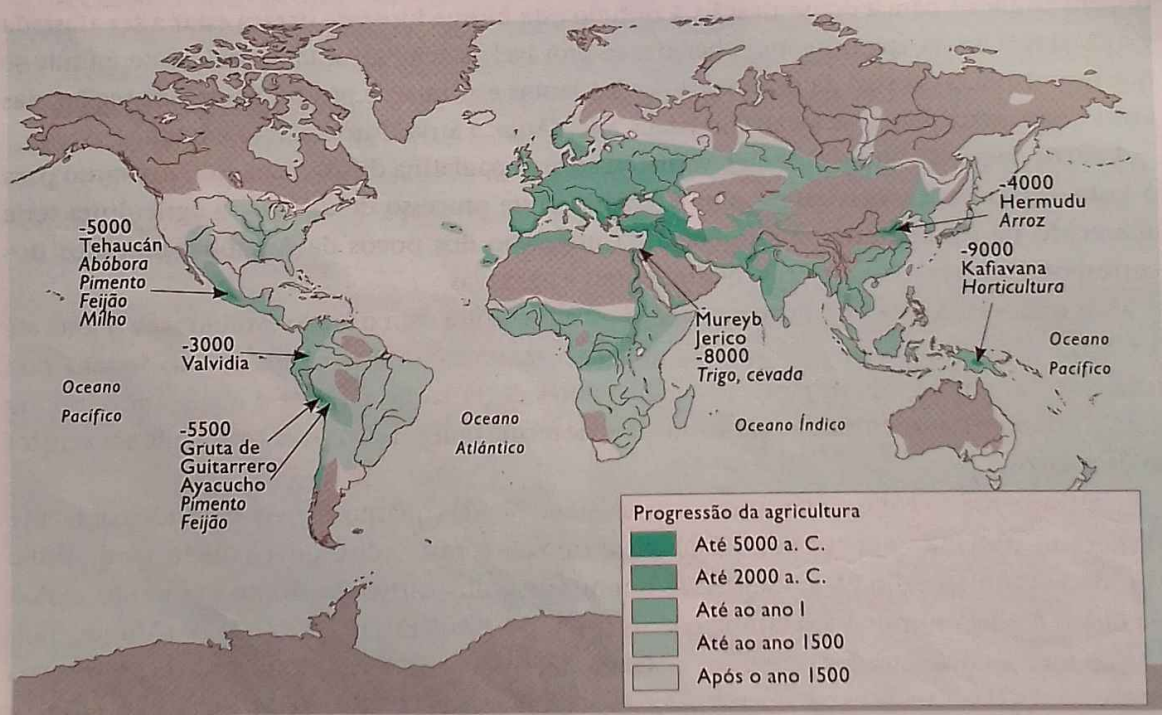 -5000
Tehaucán
Abóbora
Pimento
Feijão
Milho
-3000
Valvidia
Oceano
Pacífico
-5500
Gruta de
Guitarrero
Ayacucho
Pimento
Feijão
Oceano
Atlántico
Mureyb
Jerico
-8000
Trigo, cevada
Oceano Índico
-4000
Hermudu
Arroz
-9000
Kafiavana
Horticultura
Oceano
Pacífico
Progressão da agricultura
Até 5000 a. C.
Até 2000 a. C.
Até ao ano I
Até ao ano 1500
Após o ano 1500